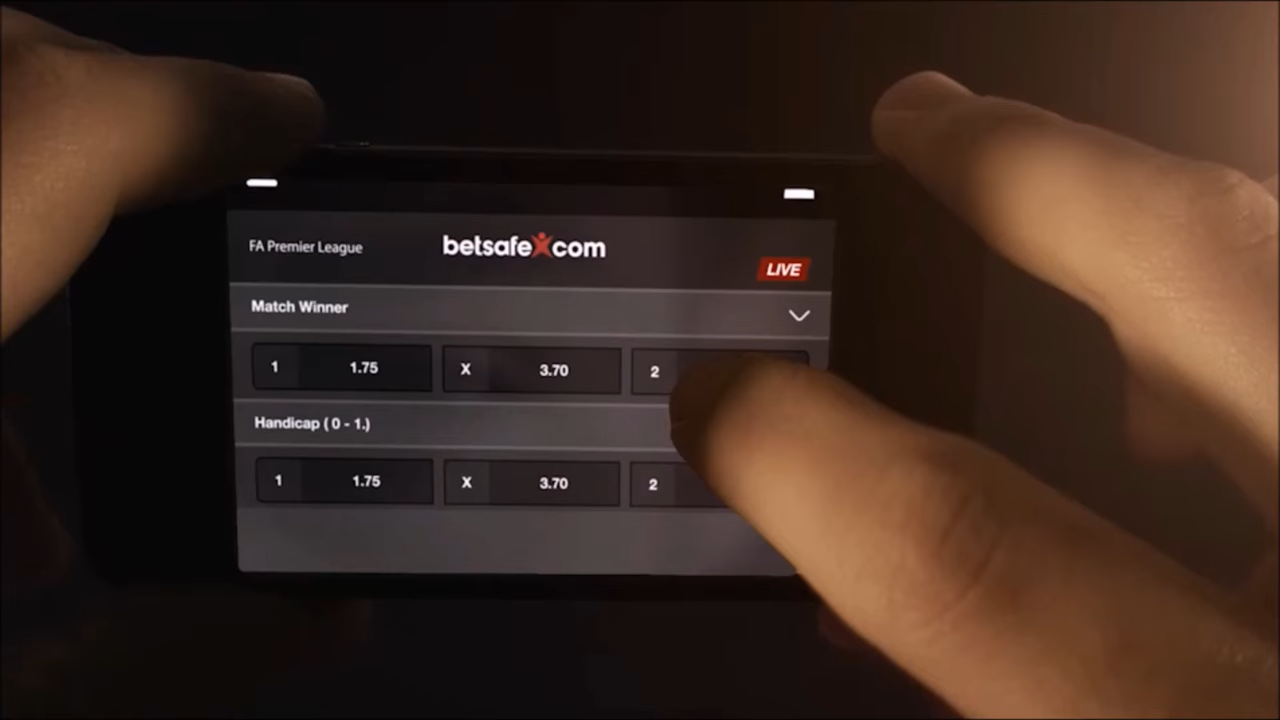 FA Premier League
betsafe.com
LIVE
Match Winner
1 1.75 X 3.70 2
Handicap ( 0 - 1.)
1 1.75 X 3.70 2